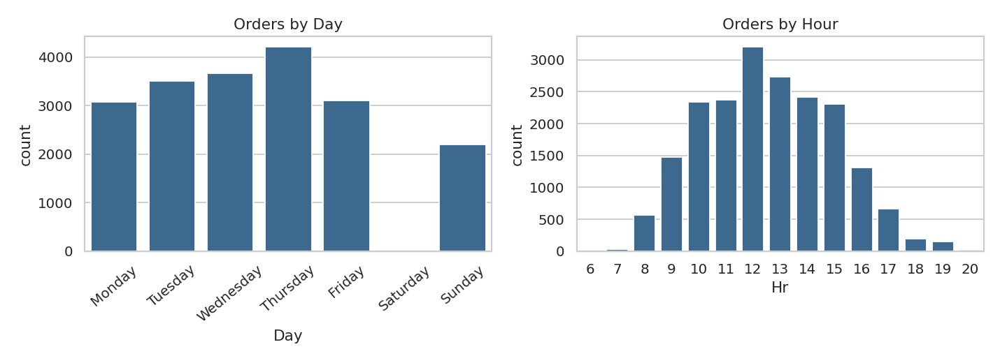 Orders by Day
4000
3000
2000
1000
0
count
Monday
Tuesday
Wednesday
Thursday
Friday
Saturday
Sunday
Day
Orders by Hour
3000
2500
2000
1500
1000
500
0
count
6 7 8 9 10 11 12 13 14 15 16 17 18 19 20
Hr